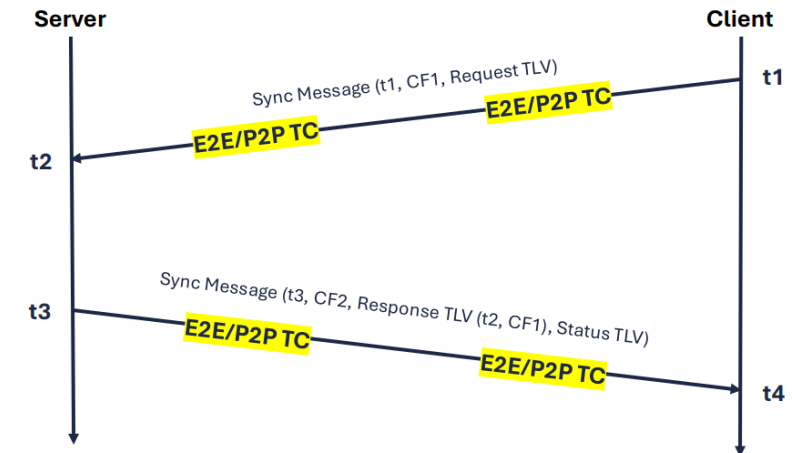 Server
Client
Sync Message (t1, CF1, Request TLV)
t1
E2E/P2P TC
E2E/P2P TC
t2
Sync Message (t3, CF2, Response TLV (t2, CF1), Status TLV)
t3
E2E/P2P TC
E2E/P2P TC
t4